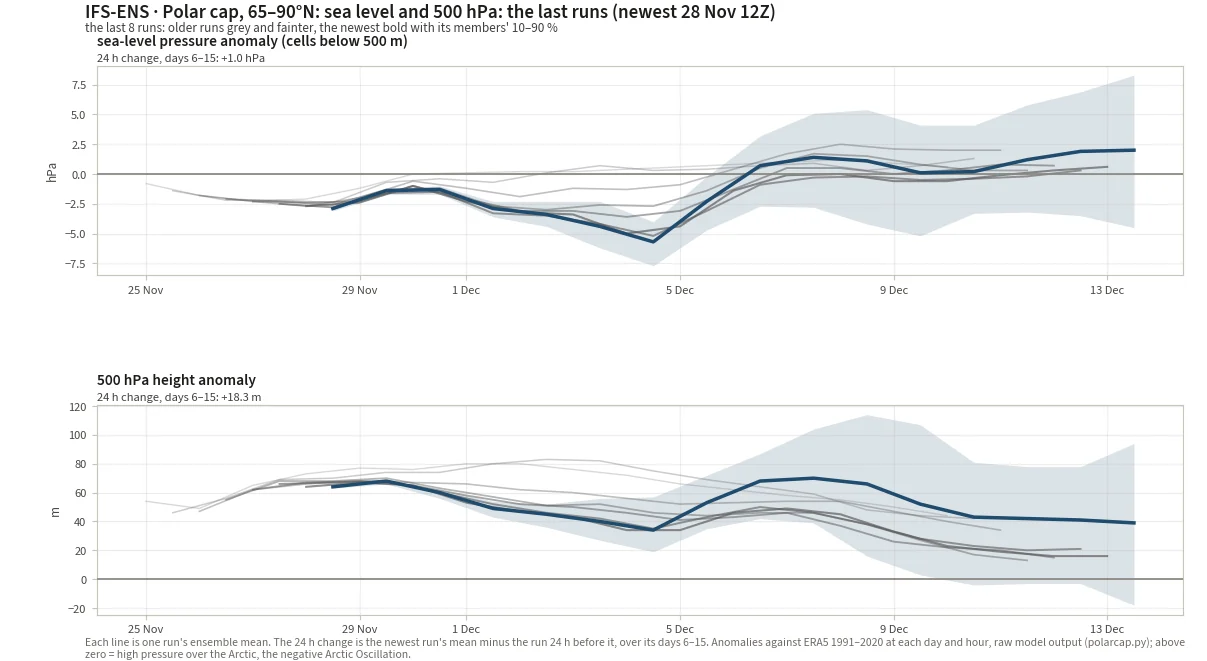 IFS-ENS · Polar cap, 65–90°N: sea level and 500 hPa: the last runs (newest 28 Nov 12Z)
the last 8 runs: older runs grey and fainter, the newest bold with its members' 10–90 %
sea-level pressure anomaly (cells below 500 m)
24 h change, days 6–15: +1.0 hPa
7.5
5.0
2.5
0.0
−2.5
−5.0
−7.5
hPa
25 Nov
29 Nov
1 Dec
5 Dec
9 Dec
13 Dec
500 hPa height anomaly
24 h change, days 6–15: +18.3 m
120
100
80
60
40
20
0
−20
m
25 Nov
29 Nov
1 Dec
5 Dec
9 Dec
13 Dec
Each line is one run's ensemble mean. The 24 h change is the newest run's mean minus the run 24 h before it, over its days 6–15. Anomalies against ERA5 1991–2020 at each day and hour, raw model output (polarcap.py); above
zero = high pressure over the Arctic, the negative Arctic Oscillation.